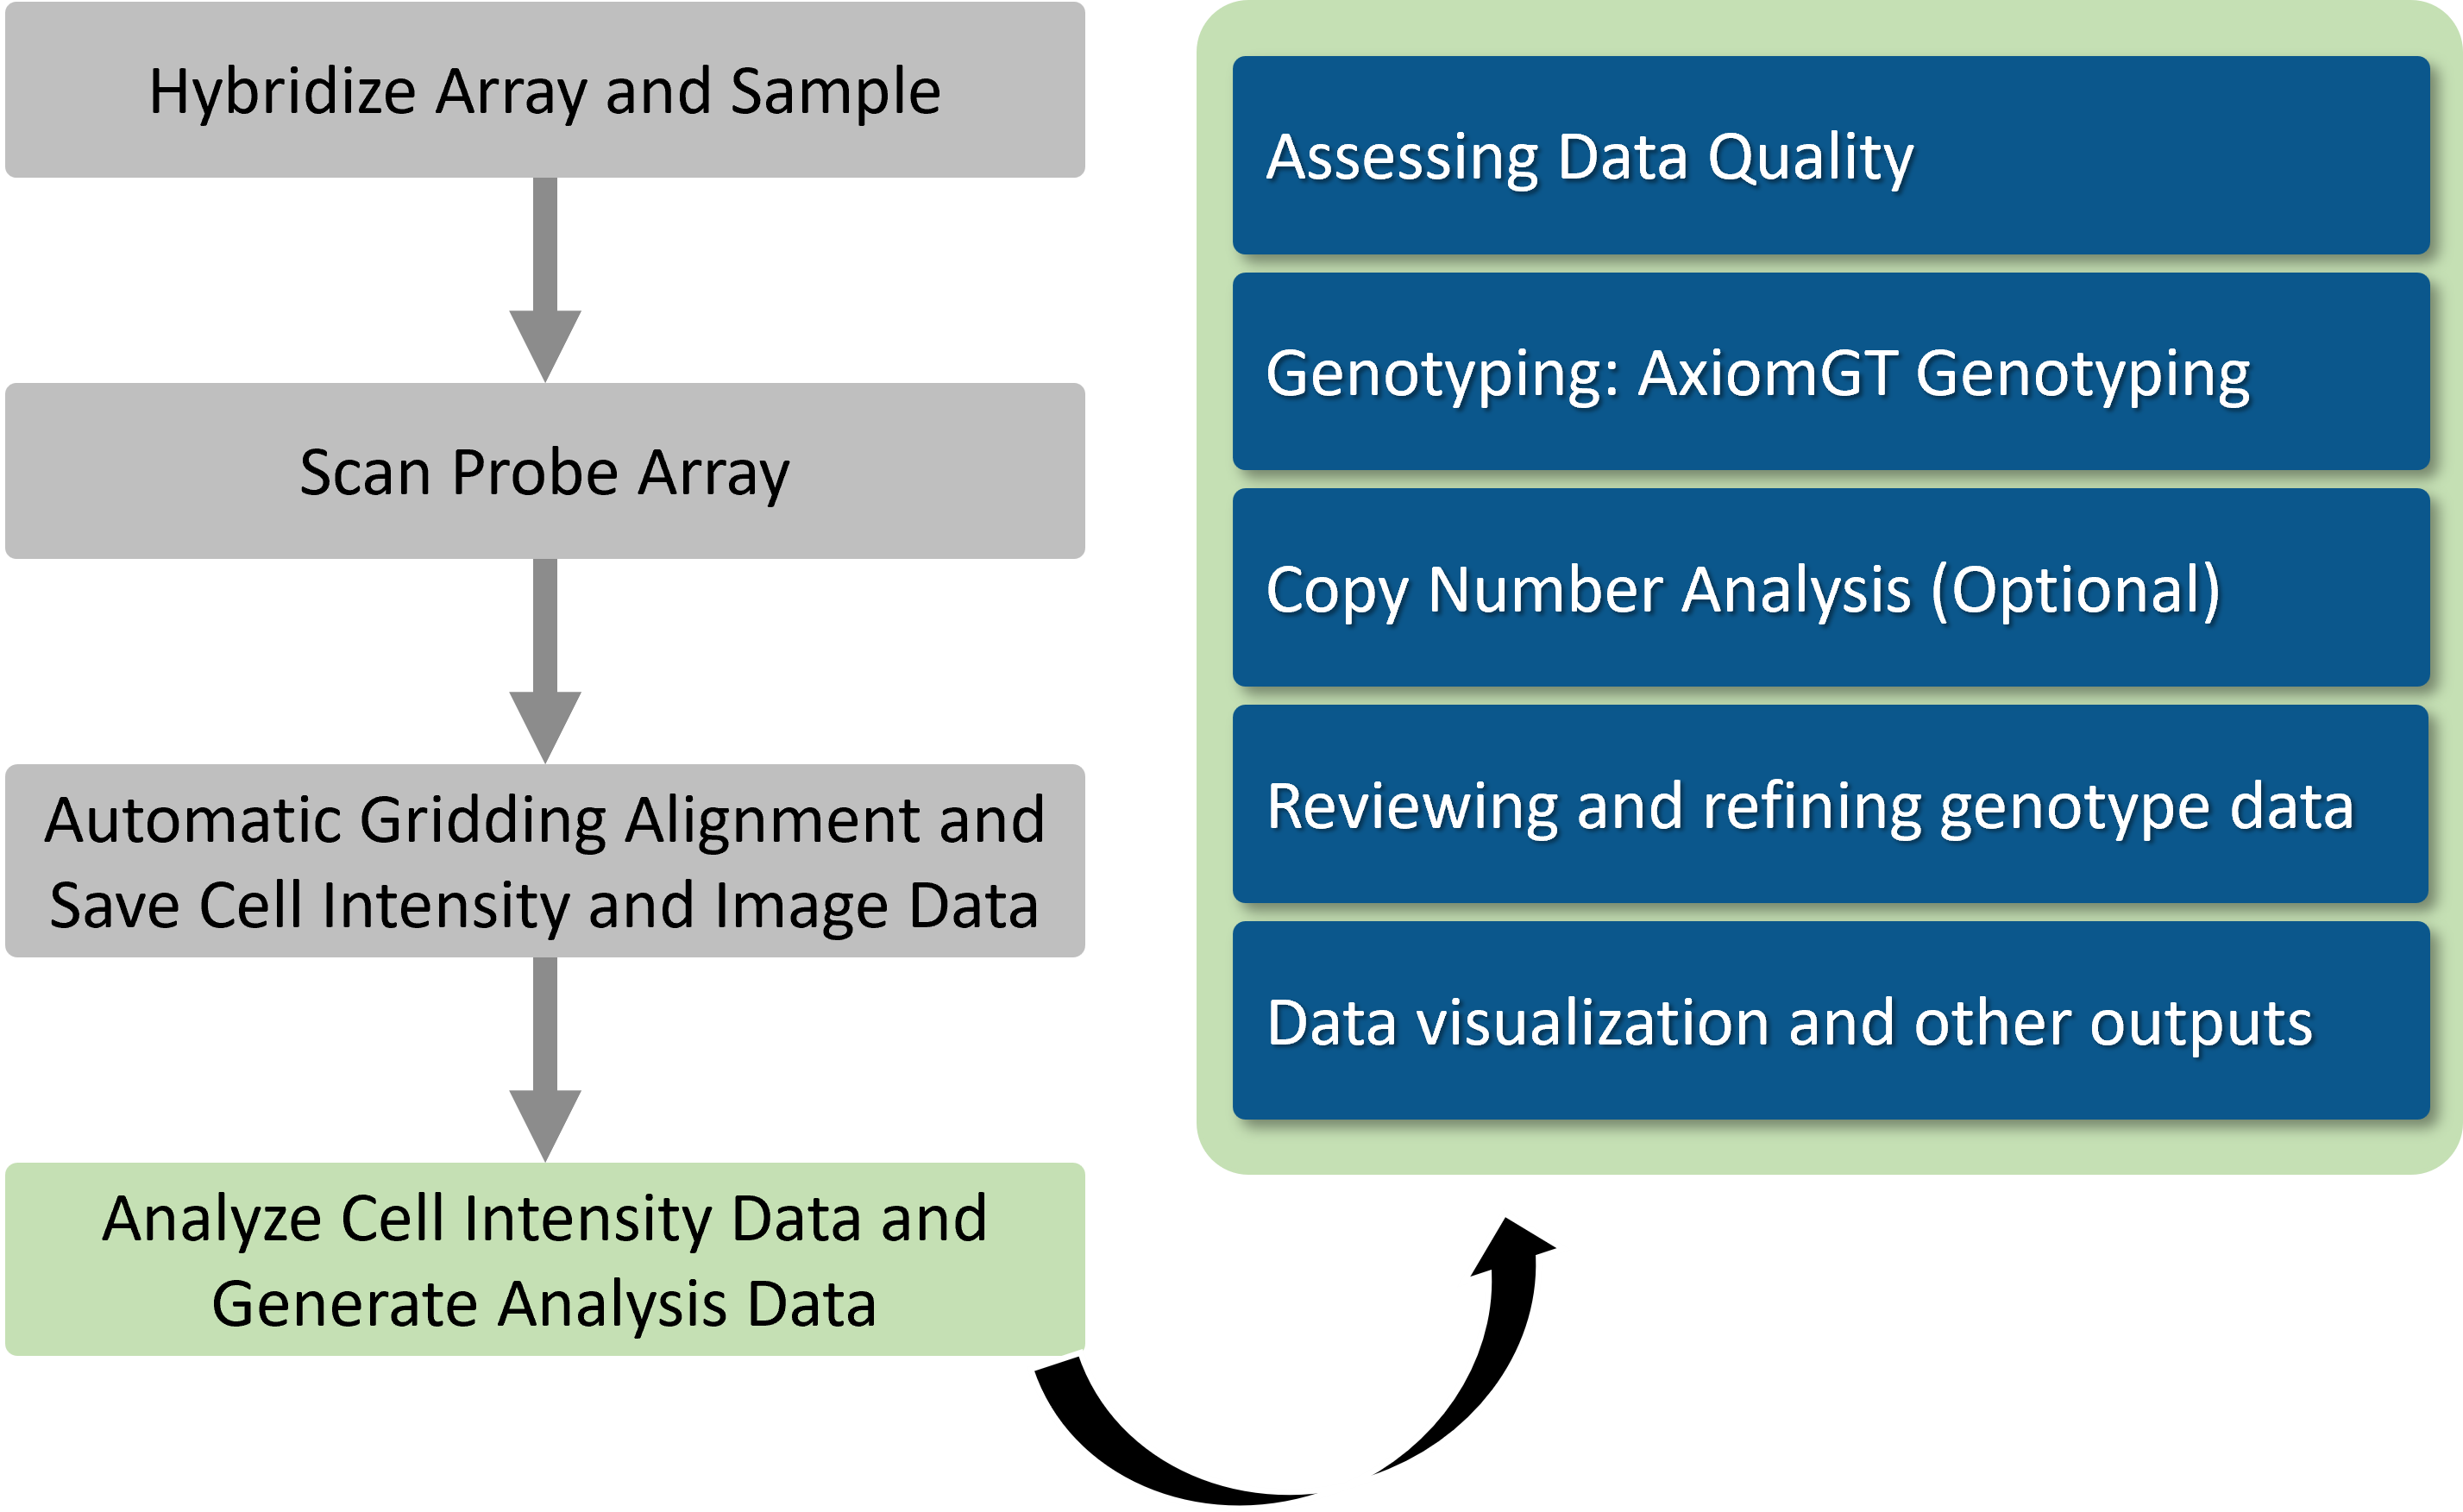 Hybridize Array and Sample
Scan Probe Array
Automatic Gridding Alignment and
Save Cell Intensity and Image Data
Analyze Cell Intensity Data and
Generate Analysis Data
Assessing Data Quality
Genotyping: AxiomGT Genotyping
Copy Number Analysis (Optional)
Reviewing and refining genotype data
Data visualization and other outputs